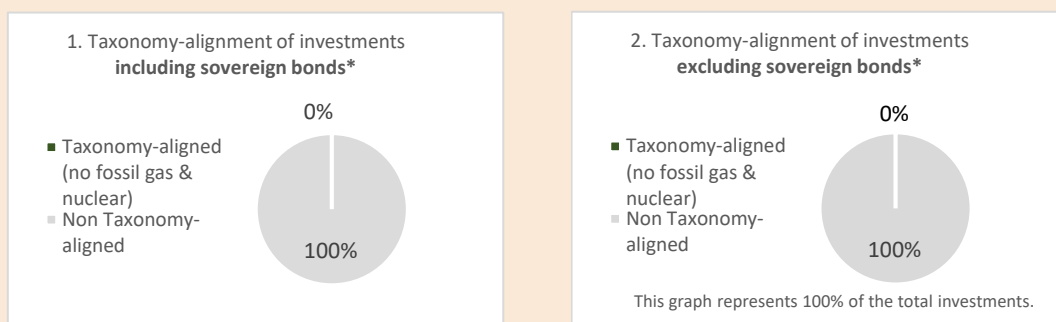 1. Taxonomy-alignment of investments
including sovereign bonds*
0%
Taxonomy-aligned
(no fossil gas &
nuclear)
Non Taxonomy-
aligned
100%
2. Taxonomy-alignment of investments
excluding sovereign bonds*
0%
Taxonomy-aligned
(no fossil gas &
nuclear)
Non Taxonomy-
aligned
100%
This graph represents 100% of the total investments.